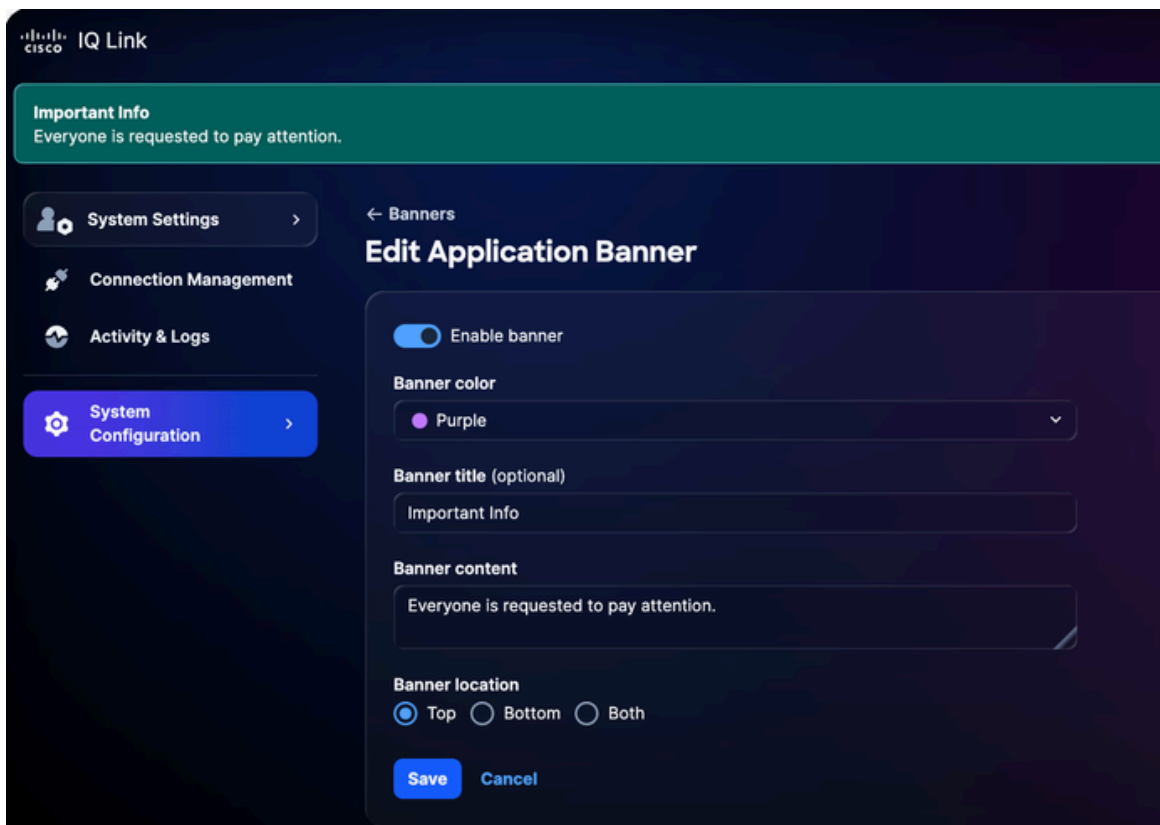 cisco IQ Link
Important Info
Everyone is requested to pay attention.
System Settings
Connection Management
Activity & Logs
System
Configuration
← Banners
Edit Application Banner
Enable banner
Banner color
Purple
Banner title (optional)
Important Info
Banner content
Everyone is requested to pay attention.
Banner location
Top Bottom Both
Save Cancel